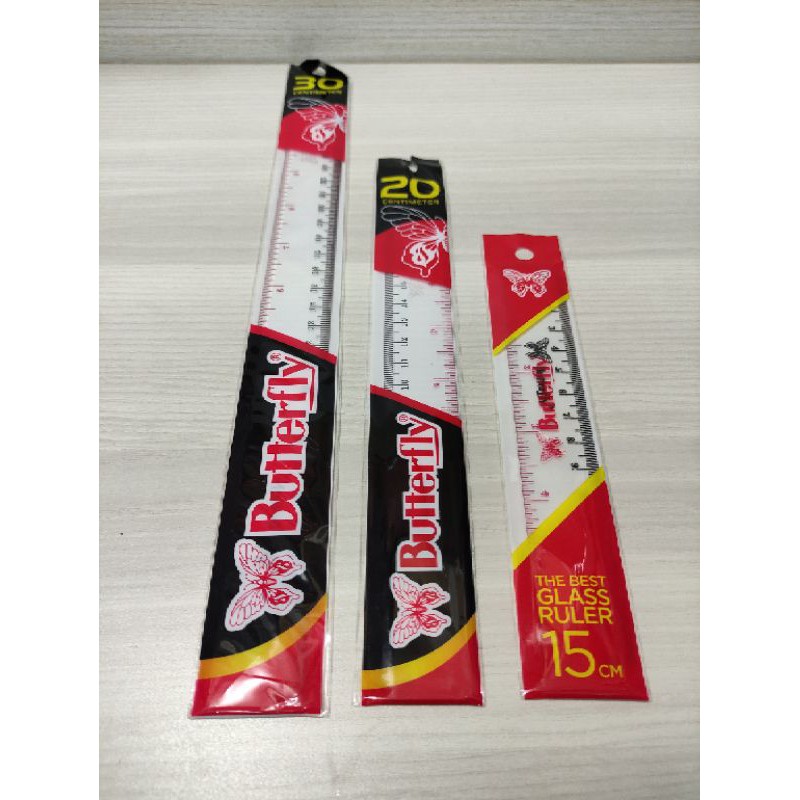 30
CENTIMETER
Butterfly®
20
CENTIMETER
Butterfly®
Butterfly
THE BEST
GLASS
RULER
15 CM